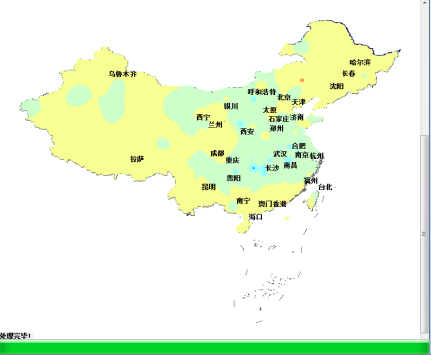 哈尔滨
长春
乌鲁木齐
沈阳
呼和浩特
北京
天津
银川
太原
石家庄
济南
西宁
兰州
郑州
西安
合肥
成都
武汉
南京
杭州
拉萨
重庆
南昌
长沙
贵阳
福州
昆明
台北
南宁
澳门
香港
海口
处理完毕!